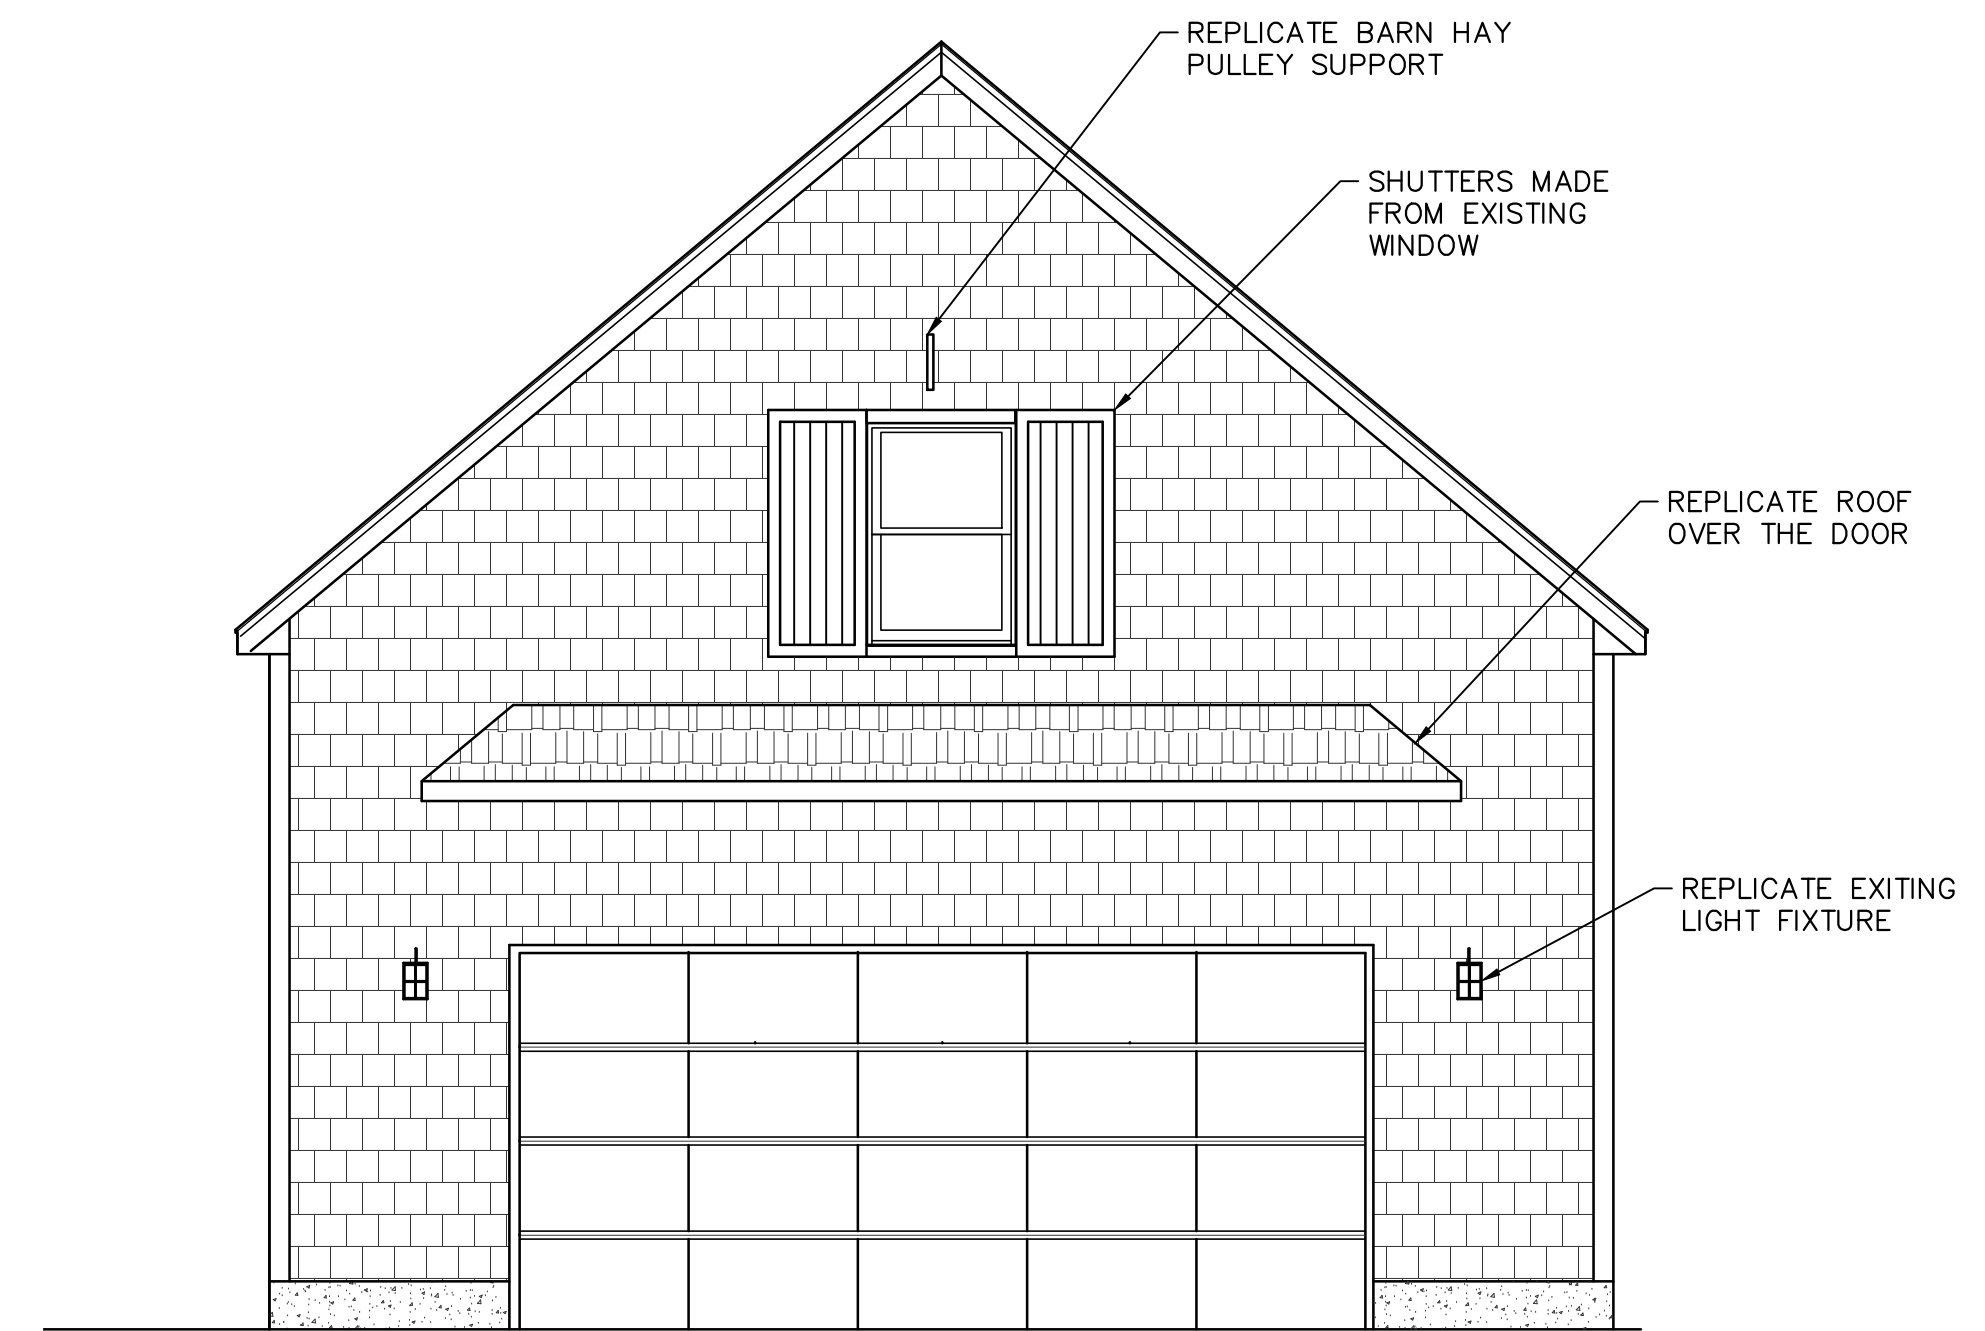 REPLICATE BARN HAY
PULLEY SUPPORT
SHUTTERS MADE
FROM EXISTING
WINDOW
REPLICATE ROOF
OVER THE DOOR
REPLICATE EXITING
LIGHT FIXTURE